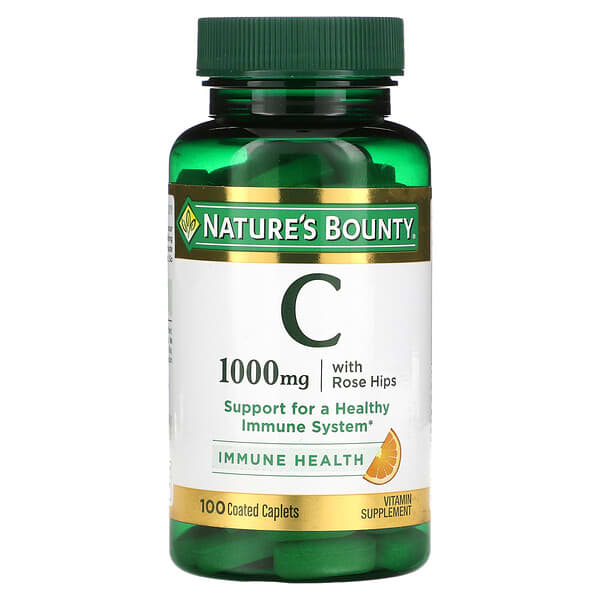 NATURE'S BOUNTY®
C
1000mg
with
Rose Hips
Support for a Healthy
Immune System*
IMMUNE HEALTH
100 Coated Caplets
VITAMIN
SUPPLEMENT